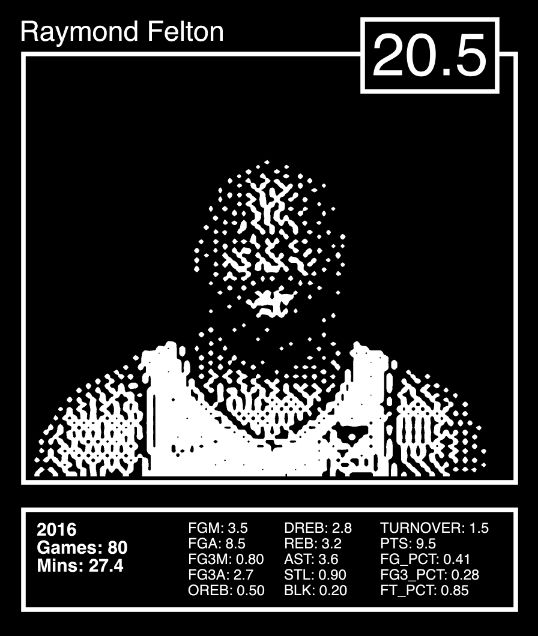 Raymond Felton
20.5
2016
Games: 80
Mins: 27.4
FGM: 3.5
FGA: 8.5
FG3M: 0.80
FG3A: 2.7
OREB: 0.50
DREB: 2.8
REB: 3.2
AST: 3.6
STL: 0.90
BLK: 0.20
TURNOVER: 1.5
PTS: 9.5
FG_PCT: 0.41
FG3_PCT: 0.28
FT_PCT: 0.85